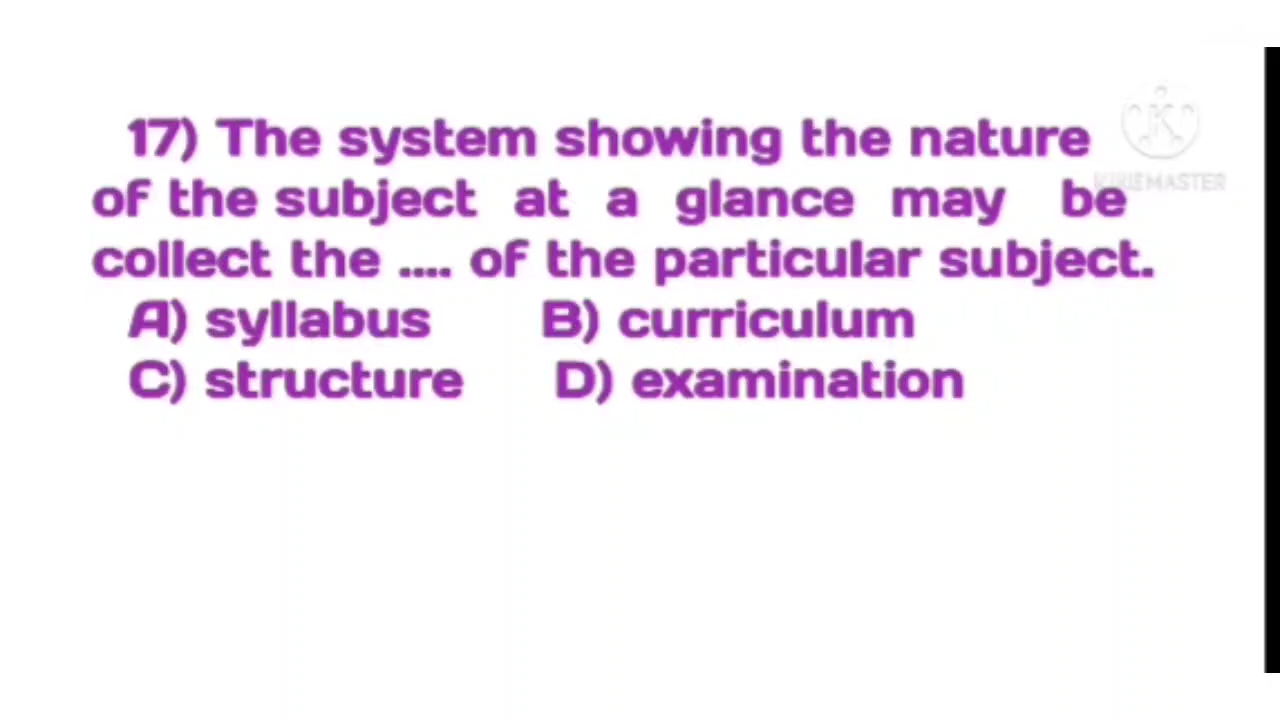 17) The system showing the nature
of the subject at a glance may be
collect the .... of the particular subject.
A) syllabus B) curriculum
C) structure D) examination
KINEMASTER